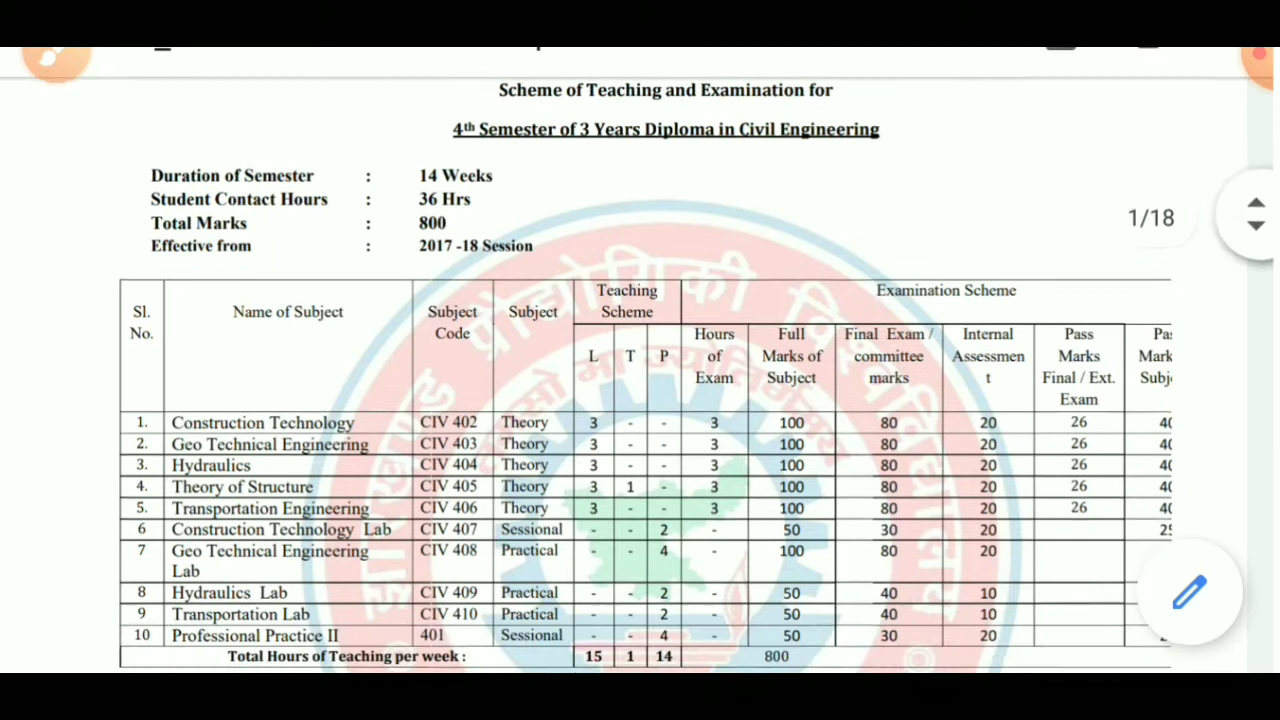 Scheme of Teaching and Examination for
4th Semester of 3 Years Diploma in Civil Engineering
Duration of Semester : 14 Weeks
Student Contact Hours : 36 Hrs
Total Marks : 800
Effective from : 2017 -18 Session
1/18
Sl. No. Name of Subject Subject Code Subject Teaching Scheme Examination Scheme
L T P Hours of Exam Full Marks of Subject Final Exam / committee marks Internal Assessmen t Pass Marks Final / Ext. Exam
1. Construction Technology CIV 402 Theory 3 - - 3 100 80 20 26
2. Geo Technical Engineering CIV 403 Theory 3 - - 3 100 80 20 26
3. Hydraulics CIV 404 Theory 3 - - 3 100 80 20 26
4. Theory of Structure CIV 405 Theory 3 1 - 3 100 80 20 26
5. Transportation Engineering CIV 406 Theory 3 - - 3 100 80 20 26
6 Construction Technology Lab CIV 407 Sessional - - 2 - 50 30 20
7 Geo Technical Engineering Lab CIV 408 Practical - - 4 - 100 80 20
8 Hydraulics Lab CIV 409 Practical - - 2 - 50 40 10
9 Transportation Lab CIV 410 Practical - - 2 - 50 40 10
10 Professional Practice II 401 Sessional - - 4 - 50 30 20
Total Hours of Teaching per week : 15 1 14 800